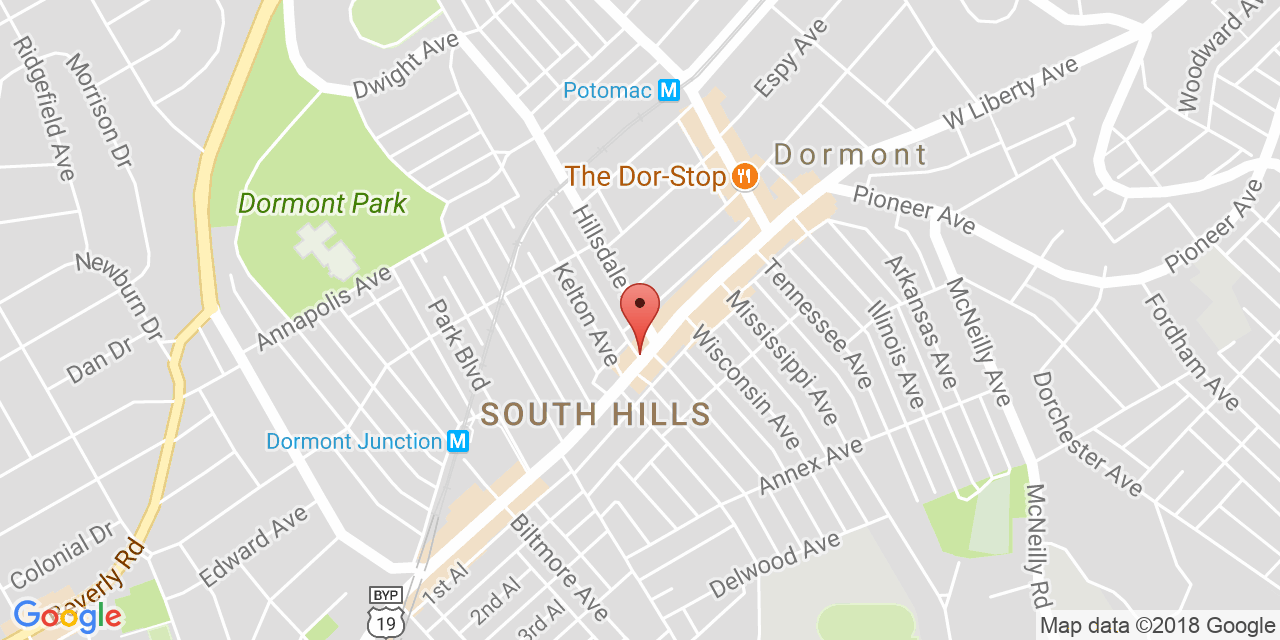 Ridgefield Ave
Morrison Dr
Dwight Ave
Potomac M
Espy Ave
W Liberty Ave
Woodward Av
The Dor-Stop
Dormont
Dormont Park
Hillsdale
Pioneer Ave
Pioneer Ave
Newburn Dr
Annapolis Ave
Kelton Ave
Tennessee Ave
Arkansas Ave
McNeilly Ave
Fordham Ave
Dan Dr
Park Blvd
Wisconsin Ave
Mississippi Ave
Illinois Ave
SOUTH HILLS
Dorchester Ave
Dormont Junction M
Annex Ave
Colonial Dr
Edward Ave
Biltmore Ave
Delwood Ave
McNeilly Rd
Beverly Rd
1st Al
2nd Al
3rd Al
BYP
19
Google
Map data ©2018 Google